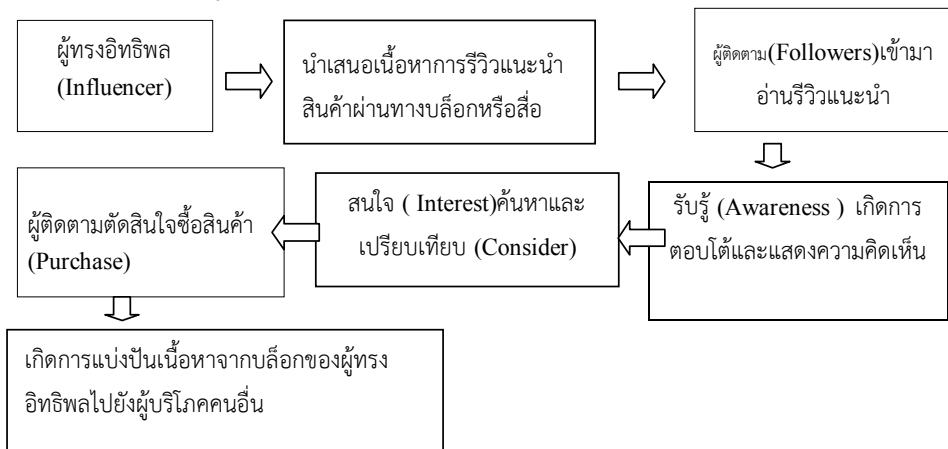 ผู้ทรงอิทธิพล
(Influencer)
นำเสนอเนื้อหาการรีวิวแนะนำ
สินค้าผ่านทางบล็อกหรือสื่อ
ผู้ติดตาม(Followers)เข้ามา
อ่านรีวิวแนะนำ
รับรู้ (Awareness ) เกิดการ
ตอบโต้และแสดงความคิดเห็น
สนใจ ( Interest)ค้นหาและ
เปรียบเทียบ (Consider)
ผู้ติดตามตัดสินใจซื้อสินค้า
(Purchase)
เกิดการแบ่งปันเนื้อหาจากบล็อกของผู้ทรง
อิทธิพลไปยังผู้บริโภคคนอื่น